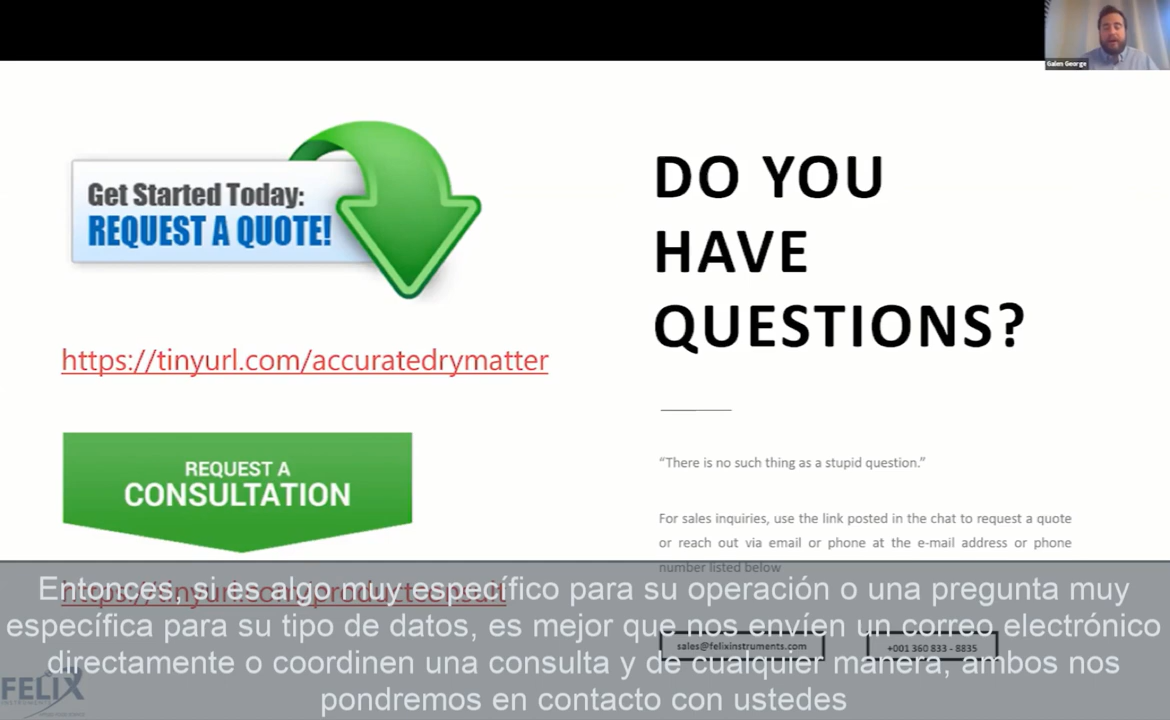 Galen George
Get Started Today:
REQUEST A QUOTE!
https://tinyurl.com/accuratedrymatter
REQUEST A
CONSULTATION
DO YOU
HAVE
QUESTIONS?
“There is no such thing as a stupid question.”
For sales inquiries, use the link posted in the chat to request a quote
or reach out via email or phone at the e-mail address or phone
number listed below
sales@felixinstruments.com
+001 360 833 - 8835
FELIX
INSTRUMENTS
Entonces, si es algo muy específico para su operación o una pregunta muy
específica para su tipo de datos, es mejor que nos envíen un correo electrónico
directamente o coordinen una consulta y de cualquier manera, ambos nos
pondremos en contacto con ustedes